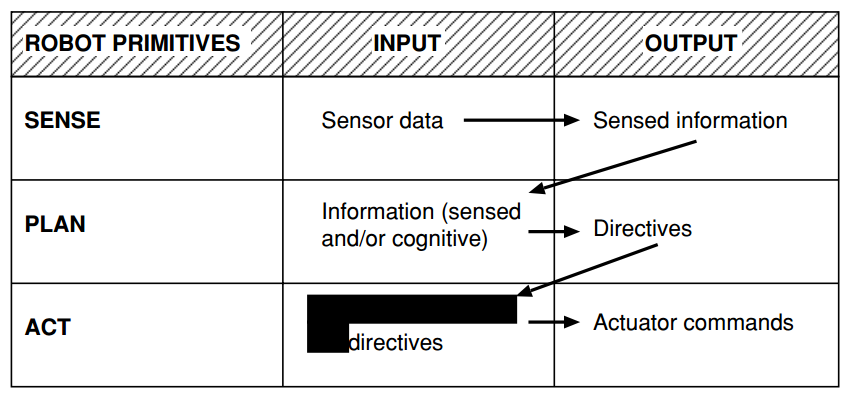 ROBOT PRIMITIVES INPUT OUTPUT
SENSE Sensor data Sensed information
PLAN Information (sensed
and/or cognitive) Directives
ACT Actuator commands
directives